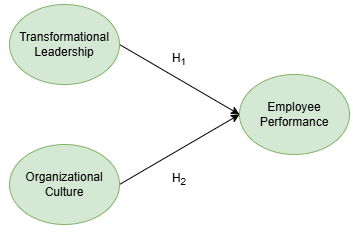 Transformational
Leadership
H1
Employee
Performance
Organizational
Culture
H2